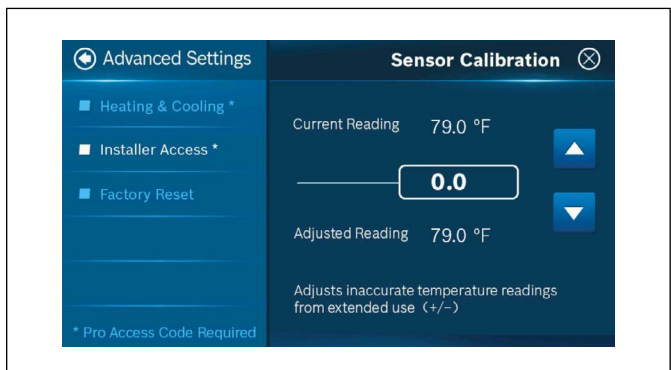 Advanced Settings
Heating & Cooling *
Installer Access *
Factory Reset
* Pro Access Code Required
Sensor Calibration
Current Reading 79.0 °F
0.0
Adjusted Reading 79.0 °F
Adjusts inaccurate temperature readings
from extended use (+/−)